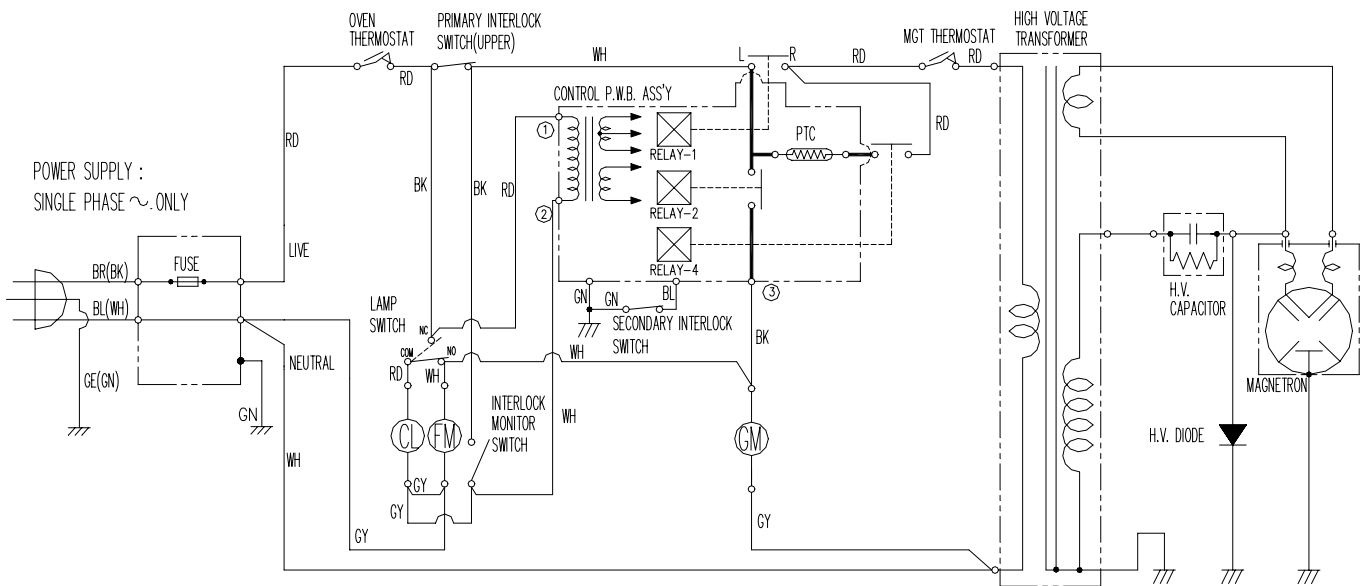 OVEN
THERMOSTAT
PRIMARY INTERLOCK
SWITCH(UPPER)
HIGH VOLTAGE
TRANSFORMER
MGT THERMOSTAT
L
R
WH
RD
RD
RD
CONTROL P.W.B. ASS'Y
RD
1
RELAY-1
PTC
RD
POWER SUPPLY :
SINGLE PHASE ~. ONLY
BK
BK
RD
2
RELAY-2
RELAY-4
LIVE
FUSE
BR(BK)
BL(WH)
GN
GN
BL
3
LAMP
SWITCH
NC
SECONDARY INTERLOCK
SWITCH
BK
H.V.
CAPACITOR
NEUTRAL
COM
NO
WH
RD
WH
GE(GN)
GN
MAGNETRON
INTERLOCK
MONITOR
SWITCH
WH
CL
FM
GM
H.V. DIODE
WH
GY
GY
GY
GY